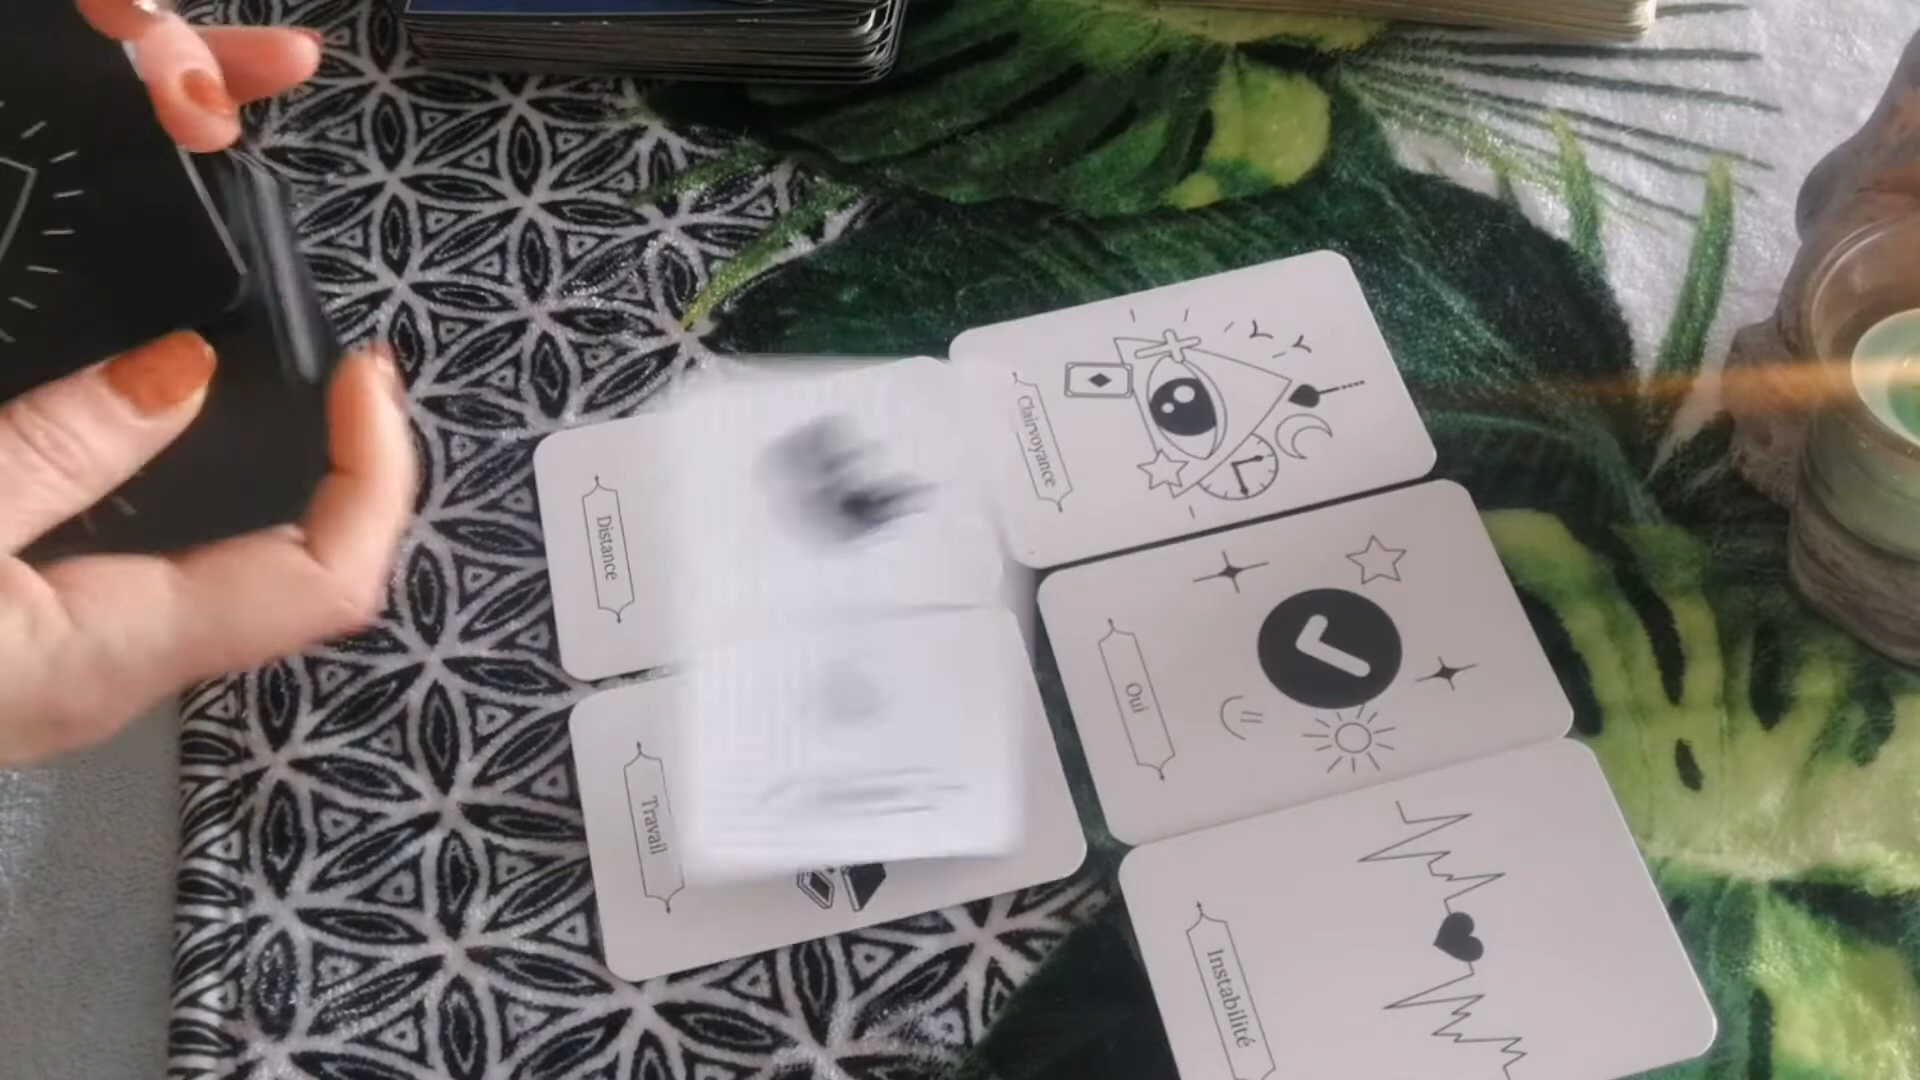 Clairvoyance
Distance
Oui
Travail
Instabilité